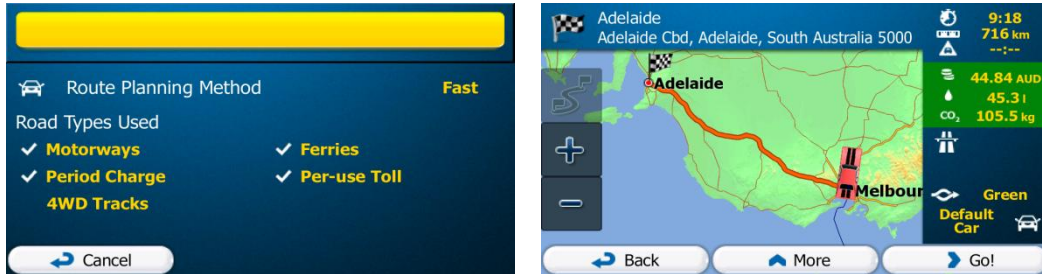 Route Planning Method Fast
Road Types Used
Motorways Ferries
Period Charge Per-use Toll
4WD Tracks
Cancel
Adelaide
Adelaide Cbd, Adelaide, South Australia 5000
9:18
716 km
--:--
44.84 AUD
45.3 l
CO₂ 105.5 kg
Adelaide
Melbour
Green
Default
Car
Back More Go!